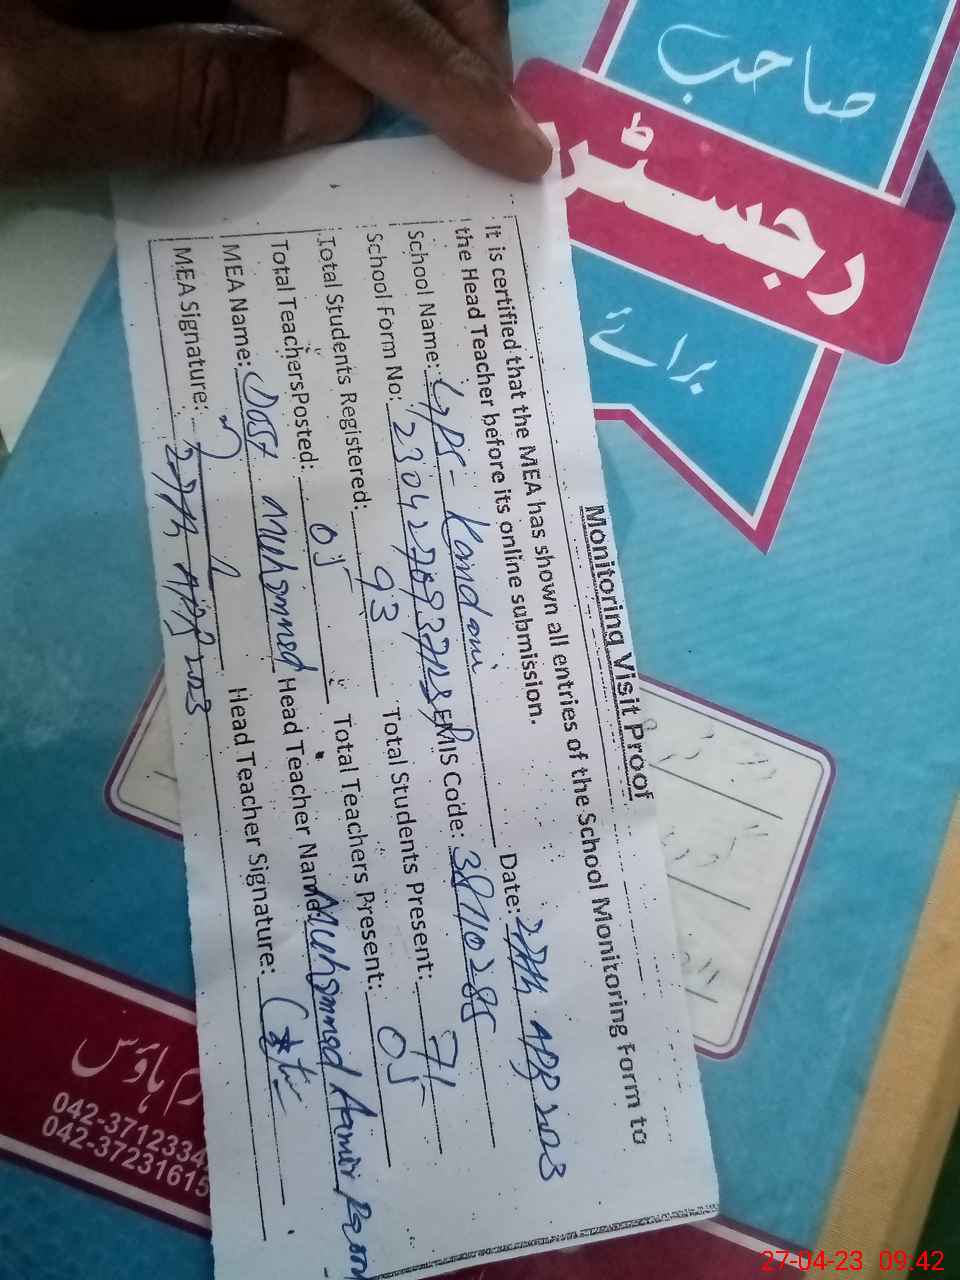 صاحب
رجسٹر
برائے
Monitoring Visit Proof
It is certified that the MEA has shown all entries of the School Monitoring Form to
the Head Teacher before its online submission.
Date: 27th APR 2023
School Name: GPS- Kandani
School Form No: EMIS Code: 38110285
Total Students Registered: 93 Total Students Present: 71
Total Teachers Posted: 05 Total Teachers Present: 05
MEA Name: Dost Muhammed Head Teacher Name: Muhammad Aamir
MEA Signature: Head Teacher Signature:
27th APR 2023
ہاؤس
042-3712334
042-37231615
27-04-23 09:42